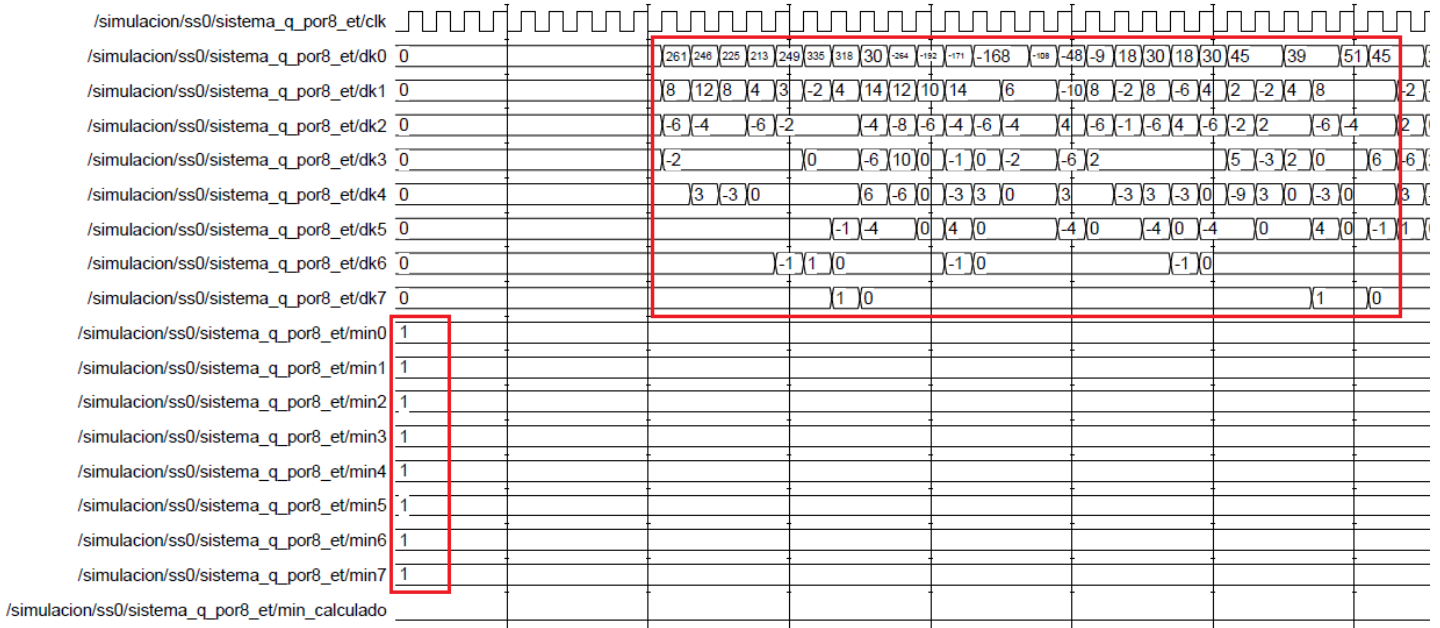 /simulacion/ss0/sistema_q_por8_et/clk
/simulacion/ss0/sistema_q_por8_et/dk0 0 261 246 225 213 249 335 318 30 -264 -192 -171 -168 -108 -48 -9 18 30 18 30 45 39 51 45
/simulacion/ss0/sistema_q_por8_et/dk1 0 8 12 8 4 3 -2 4 14 12 10 14 6 -10 8 -2 8 -6 4 2 -2 4 8 -2
/simulacion/ss0/sistema_q_por8_et/dk2 0 -6 -4 -6 -2 -4 -8 -6 -4 -6 -4 4 -6 -1 -6 4 -6 -2 2 -6 -4 2
/simulacion/ss0/sistema_q_por8_et/dk3 0 -2 0 -6 10 0 -1 0 -2 -6 2 5 -3 2 0 6 -6
/simulacion/ss0/sistema_q_por8_et/dk4 0 3 -3 0 6 -6 0 -3 3 0 3 -3 3 -3 0 -9 3 0 -3 0 3
/simulacion/ss0/sistema_q_por8_et/dk5 0 -1 -4 0 4 0 -4 0 -4 0 -4 0 4 0 -1 1
/simulacion/ss0/sistema_q_por8_et/dk6 0 -1 1 0 -1 0 -1 0
/simulacion/ss0/sistema_q_por8_et/dk7 0 1 0 1 0
/simulacion/ss0/sistema_q_por8_et/min0 1
/simulacion/ss0/sistema_q_por8_et/min1 1
/simulacion/ss0/sistema_q_por8_et/min2 1
/simulacion/ss0/sistema_q_por8_et/min3 1
/simulacion/ss0/sistema_q_por8_et/min4 1
/simulacion/ss0/sistema_q_por8_et/min5 1
/simulacion/ss0/sistema_q_por8_et/min6 1
/simulacion/ss0/sistema_q_por8_et/min7 1
/simulacion/ss0/sistema_q_por8_et/min_calculado